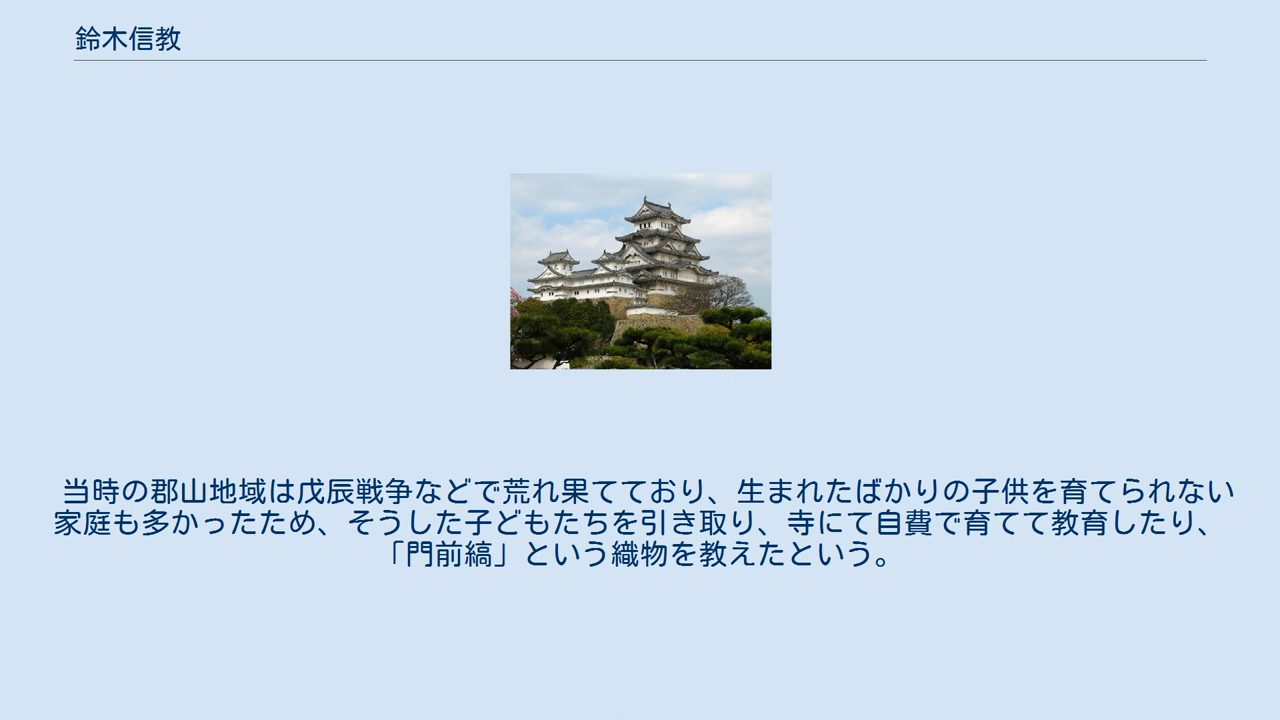 鈴木信教
当時の郡山地域は戊辰戦争などで荒れ果てており、生まれたばかりの子供を育てられない
家庭も多かったため、そうした子どもたちを引き取り、寺にて自費で育てて教育したり、
「門前縞」という織物を教えたという。